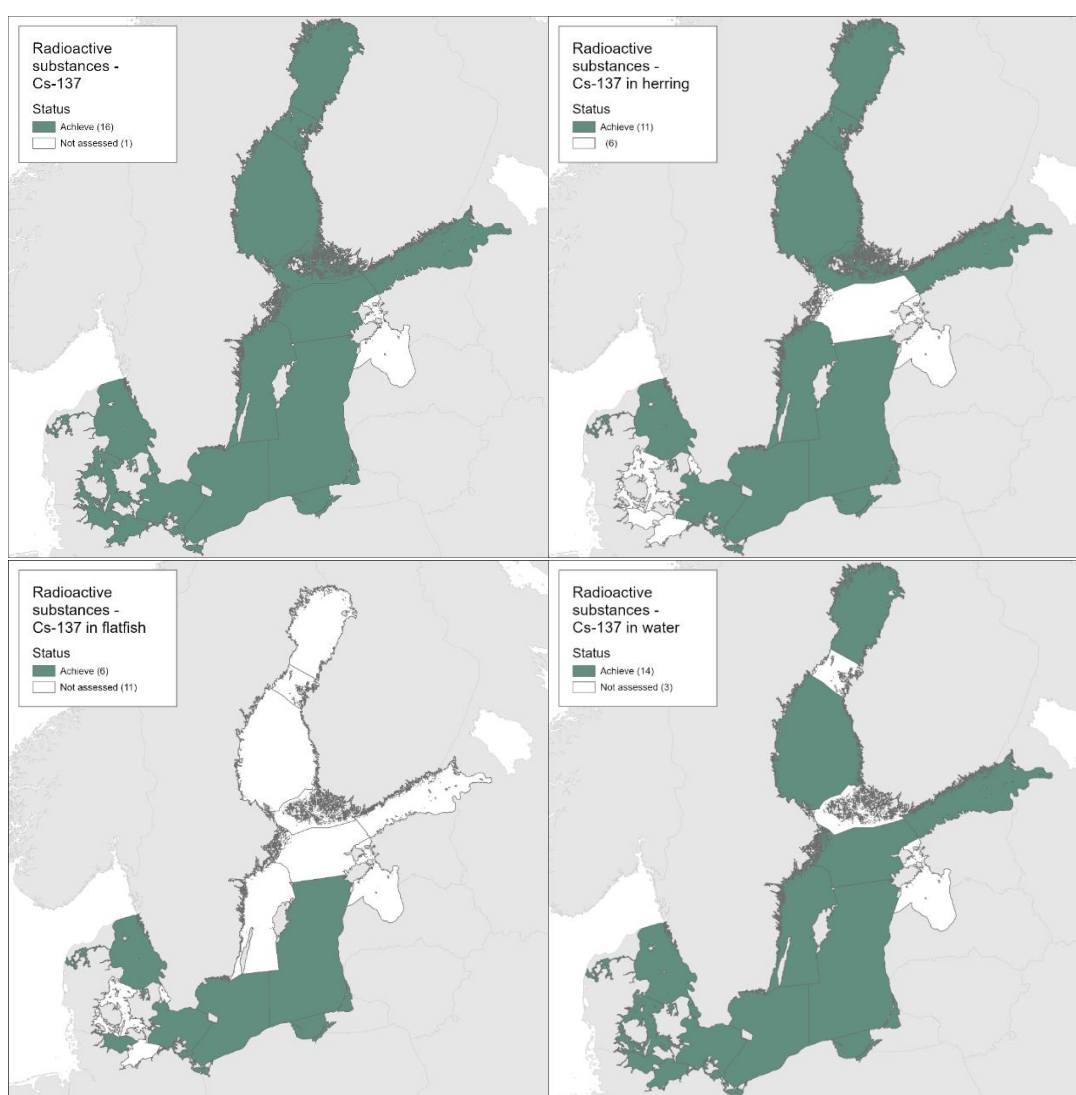 Radioactive
substances -
Cs-137
Status
Achieve (16)
Not assessed (1)
Radioactive
substances -
Cs-137 in herring
Status
Achieve (11)
(6)
Radioactive
substances -
Cs-137 in flatfish
Status
Achieve (6)
Not assessed (11)
Radioactive
substances -
Cs-137 in water
Status
Achieve (14)
Not assessed (3)